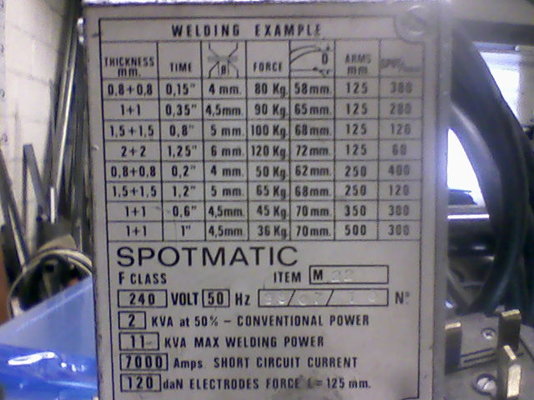 WELDING EXAMPLE
THICKNESS mm. TIME B FORCE D ARMS mm. SPOT/
0,8+0,8 0,15" 4 mm. 80 Kg. 58mm. 125 300
1+1 0,35" 4,5mm. 90 Kg. 65mm. 125 200
1,5+1,5 0,8" 5 mm. 100 Kg. 68mm. 125 120
2+2 1,25" 6 mm. 120 Kg. 72mm. 125 60
0,8+0,8 0,2" 4 mm. 50 Kg. 62mm. 250 400
1,5+1,5 1,2" 5 mm. 65 Kg. 68mm. 250 120
1+1 0,6" 4,5mm. 45 Kg. 70mm. 350 300
1+1 1" 4,5mm. 36 Kg. 70mm. 500 300
SPOTMATIC
F CLASS ITEM M
240 VOLT 50 Hz N°
2 KVA at 50% - CONVENTIONAL POWER
11 KVA MAX WELDING POWER
7000 Amps. SHORT CIRCUIT CURRENT
120 daN ELECTRODES FORCE L=125 mm.